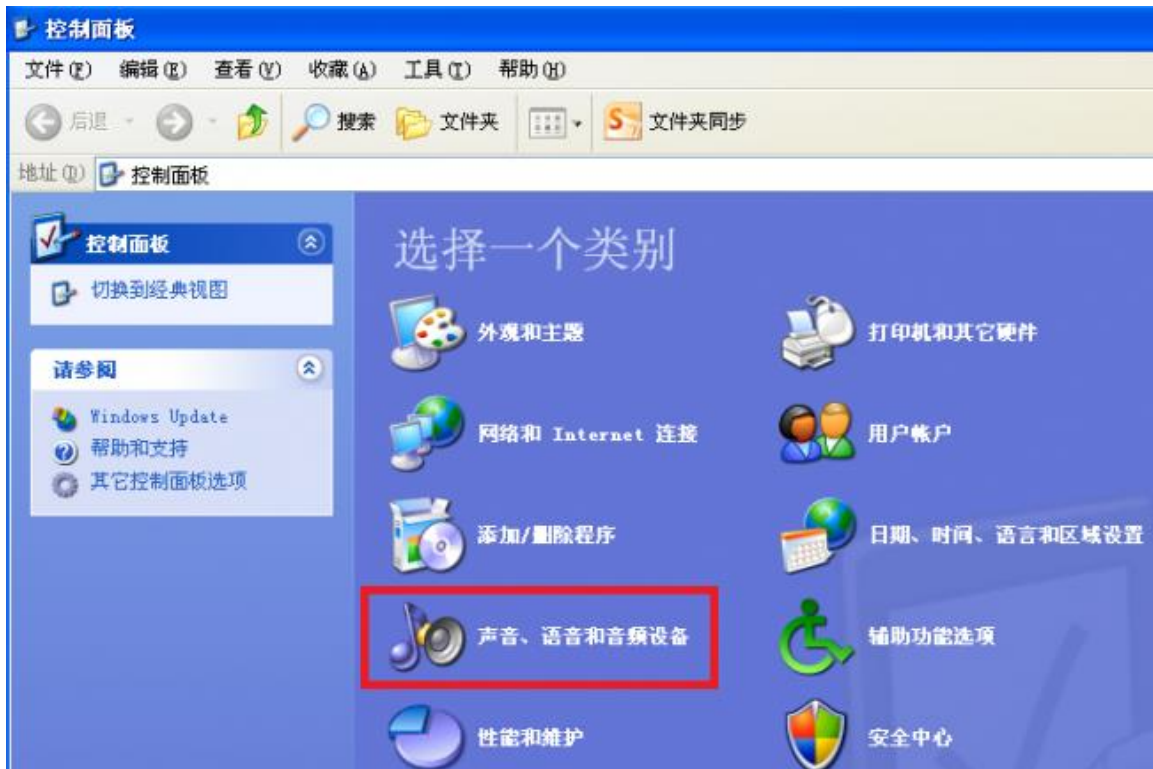 控制面板
文件(F) 编辑(E) 查看(V) 收藏(A) 工具(T) 帮助(H)
后退 搜索 文件夹 S 文件夹同步
地址(D) 控制面板
控制面板
切换到经典视图
请参阅
Windows Update
帮助和支持
其它控制面板选项
选择一个类别
外观和主题 打印机和其它硬件
网络和 Internet 连接 用户帐户
添加/删除程序 日期、时间、语言和区域设置
声音、语音和音频设备 辅助功能选项
性能和维护 安全中心